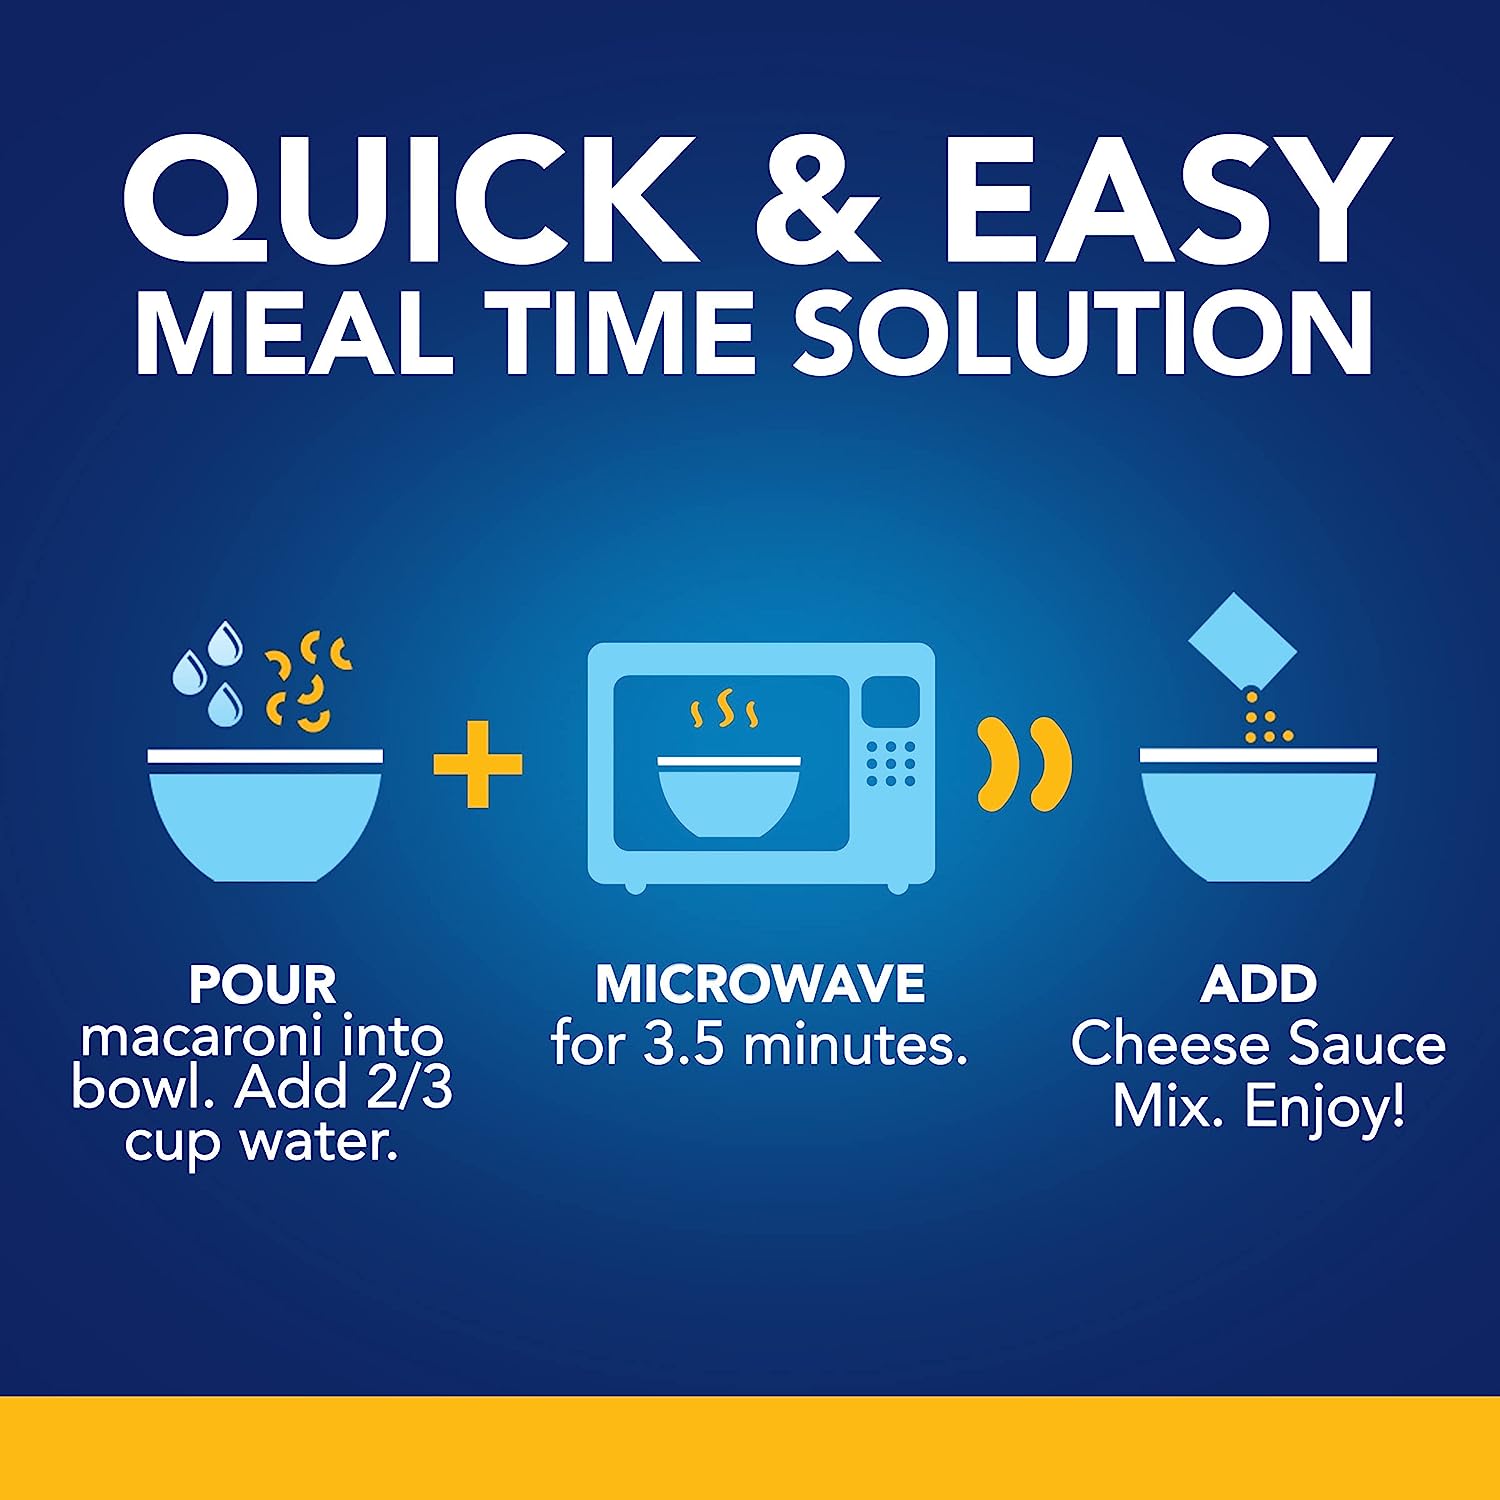 QUICK & EASY
MEAL TIME SOLUTION
POUR
macaroni into
bowl. Add 2/3
cup water.
MICROWAVE
for 3.5 minutes.
ADD
Cheese Sauce
Mix. Enjoy!